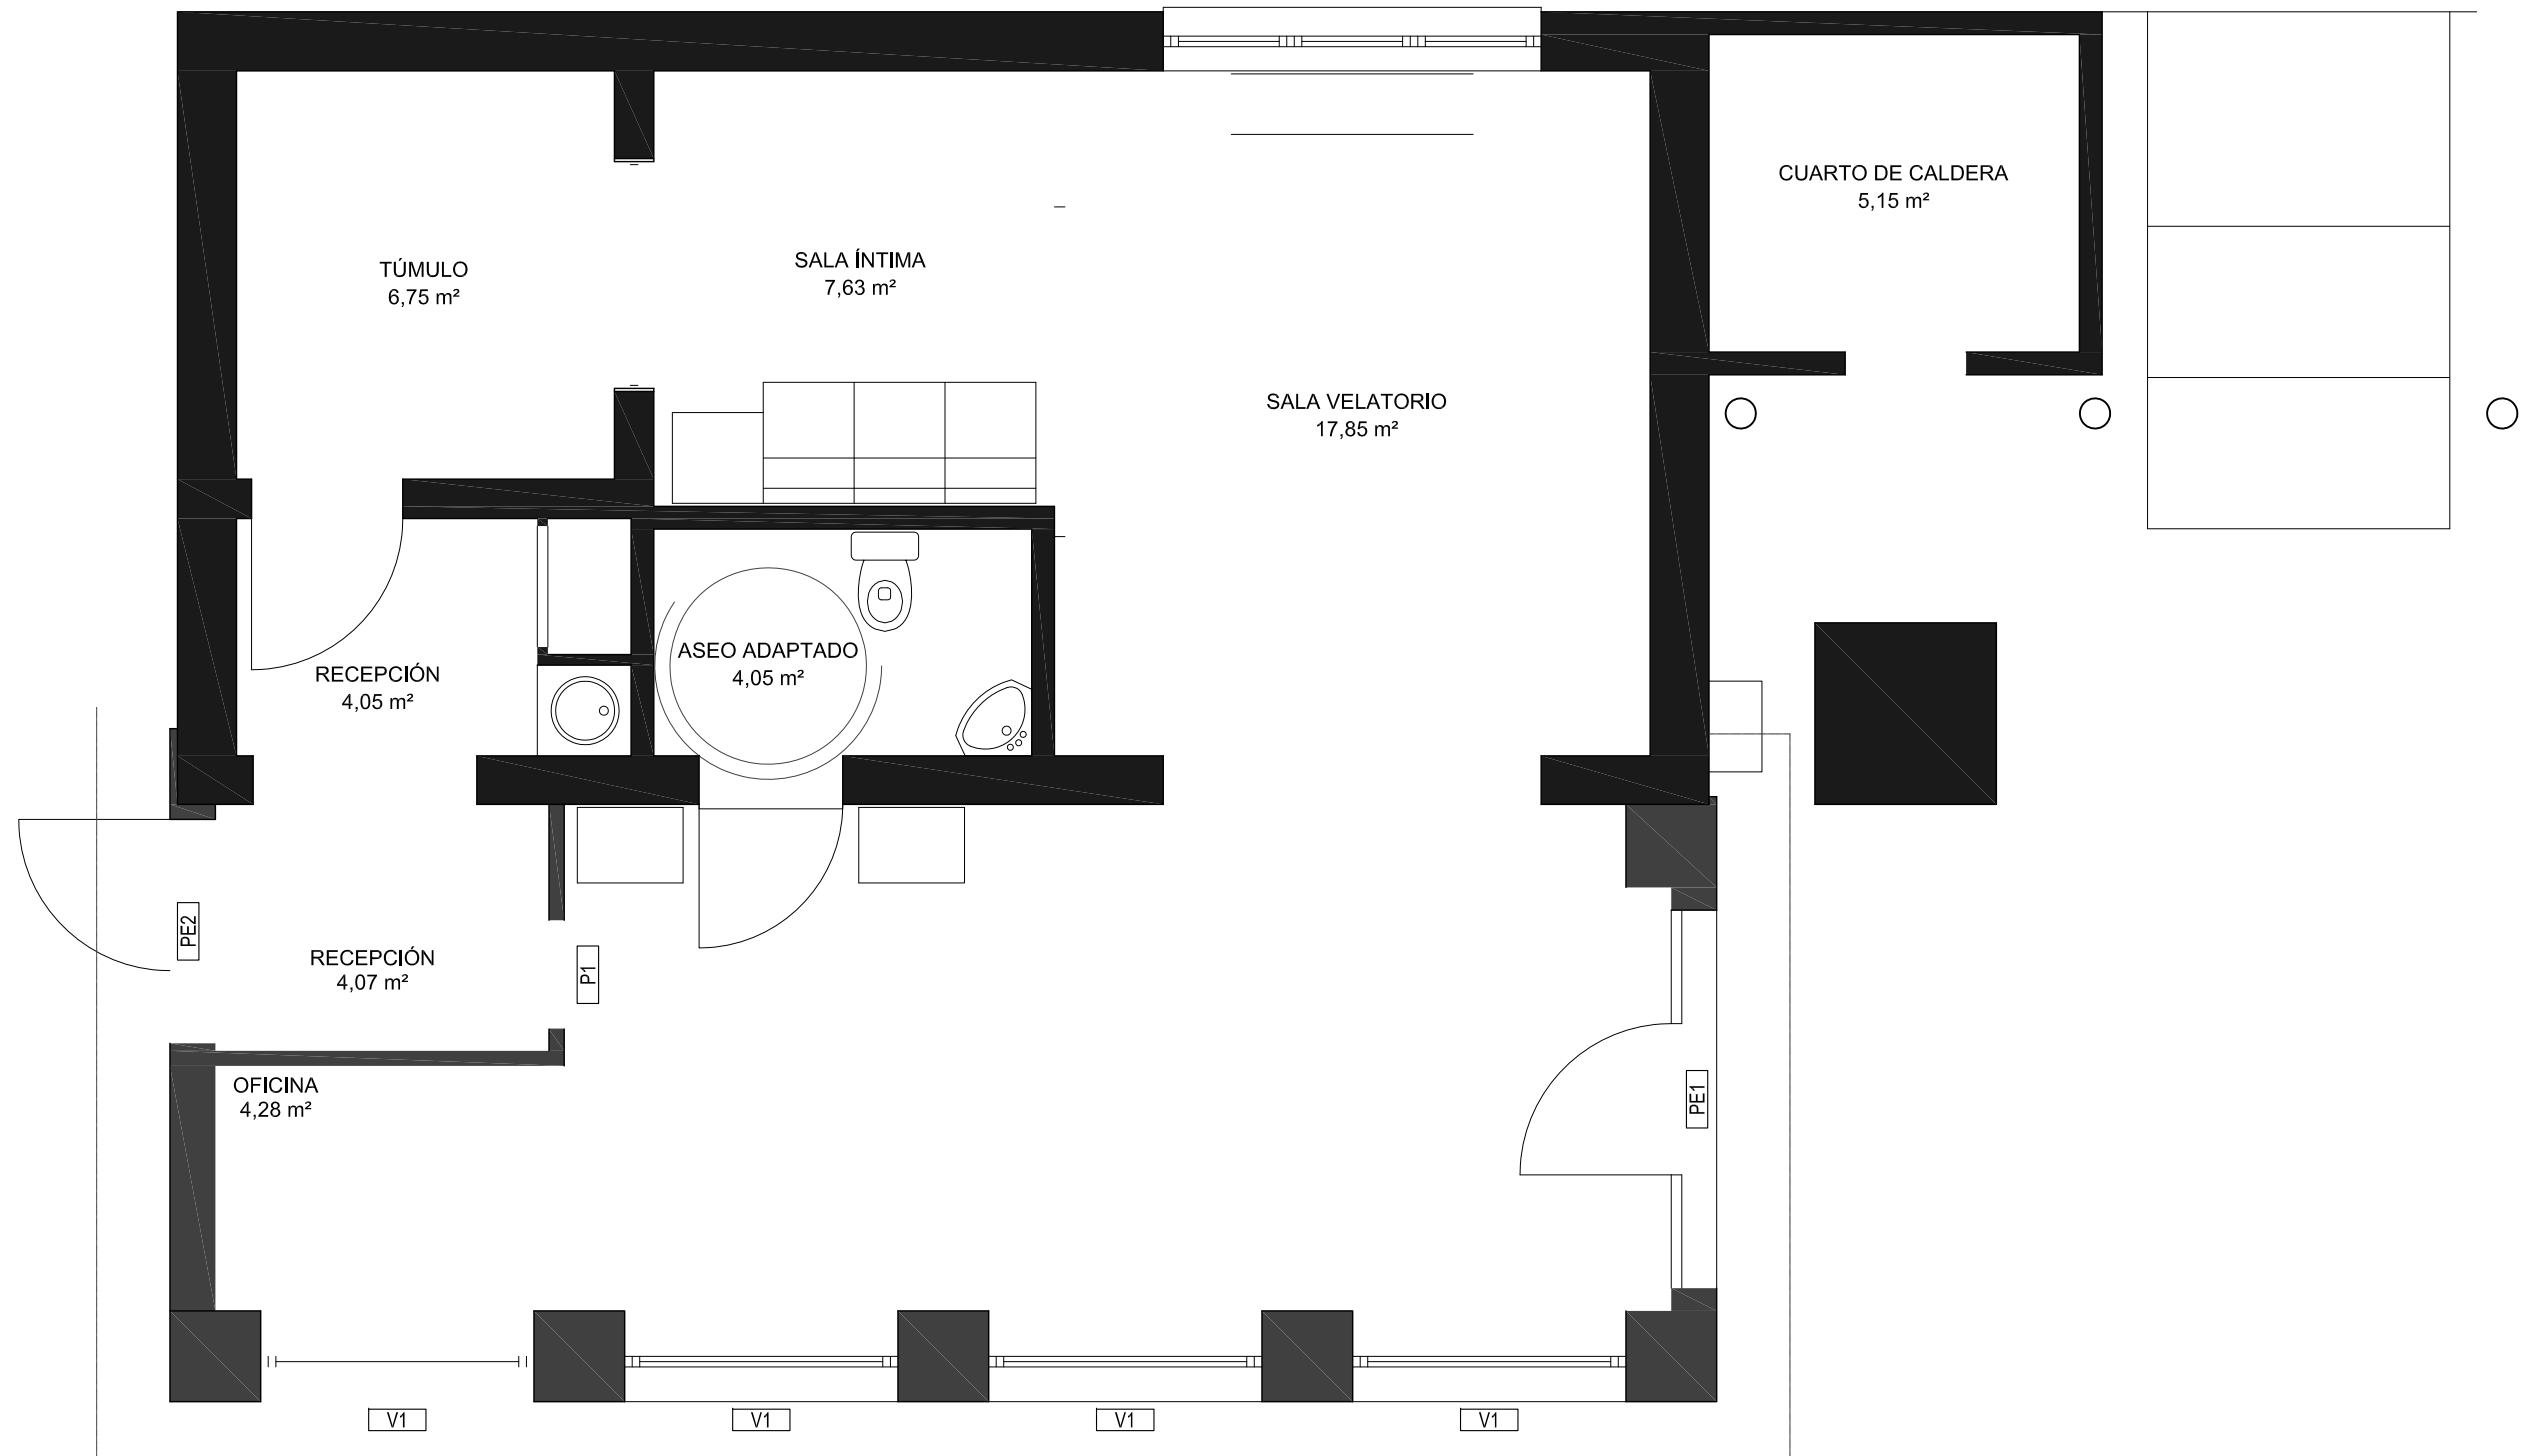 CUARTO DE CALDERA
5,15 m²
TÚMULO
6,75 m²
SALA ÍNTIMA
7,63 m²
SALA VELATORIO
17,85 m²
RECEPCIÓN
4,05 m²
ASEO ADAPTADO
4,05 m²
PE2
RECEPCIÓN
4,07 m²
P1
OFICINA
4,28 m²
PE1
V1
V1
V1
V1